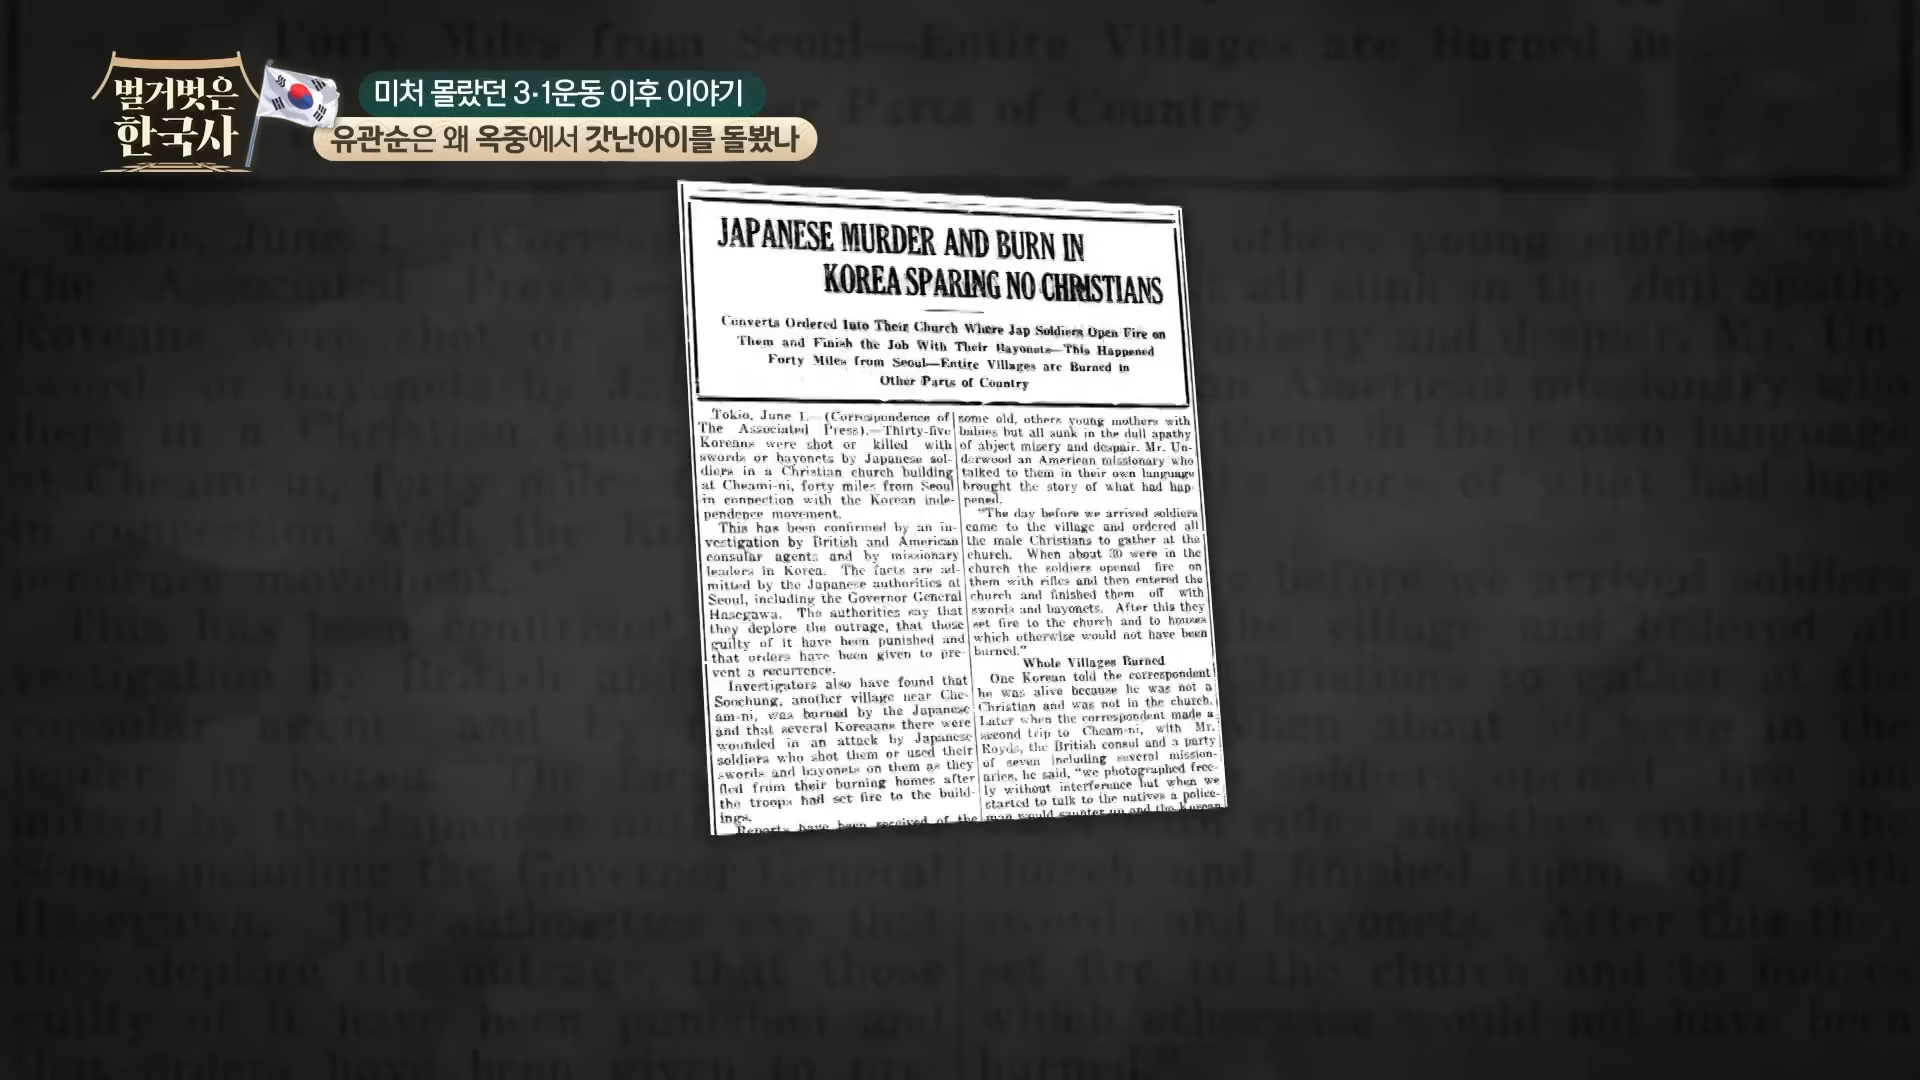 벌거벗은
한국사
미처 몰랐던 3·1운동 이후 이야기
유관순은 왜 옥중에서 갓난아이를 돌봤나
JAPANESE MURDER AND BURN IN
KOREA SPARING NO CHRISTIANS
Converts Ordered Into Their Church Where Jap Soldiers Open Fire on
Them and Finish the Job With Their Bayonets—This Happened
Forty Miles from Seoul—Entire Villages are Burned in
Other Parts of Country
Tokio, June 1.—(Correspondence of
The Associated Press).—Thirty-five
Koreans were shot or killed with
swords or bayonets by Japanese sol-
diers in a Christian church building
at Cheami-ni, forty miles from Seoul
in connection with the Korean inde-
pendence movement.
This has been confirmed by an in-
vestigation by British and American
consular agents and by missionary
leaders in Korea. The facts are ad-
mitted by the Japanese authorities at
Seoul, including the Governor General
Hasegawa. The authorities say that
they deplore the outrage, that those
guilty of it have been punished and
that orders have been given to pre-
vent a recurrence.
Investigators also have found that
Soochung, another village near Che-
am-ni, was burned by the Japanese
and that several Koreaans there were
wounded in an attack by Japanese
soldiers who shot them or used their
swords and bayonets on them as they
fled from their burning homes after
the troops had set fire to the build-
ings.
Reports have been received of the
some old, others young mothers with
babies but all sunk in the dull apathy
of abject misery and despair. Mr. Un-
derwood an American missionary who
talked to them in their own language
brought the story of what had hap-
pened.
"The day before we arrived soldiers
came to the village and ordered all
the male Christians to gather at the
church. When about 30 were in the
church the soldiers opened fire on
them with rifles and then entered the
church and finished them off with
swords and bayonets. After this they
set fire to the church and to houses
which otherwise would not have been
burned."
Whole Villages Burned
One Korean told the correspondent
he was alive because he was not a
Christian and was not in the church.
Later when the correspondent made a
second trip to Cheam-ni, with Mr.
Royds, the British consul and a party
of seven including several mission-
aries, he said, "we photographed free-
ly without interference but when we
started to talk to the natives a police-
man would saunter up and the Korean